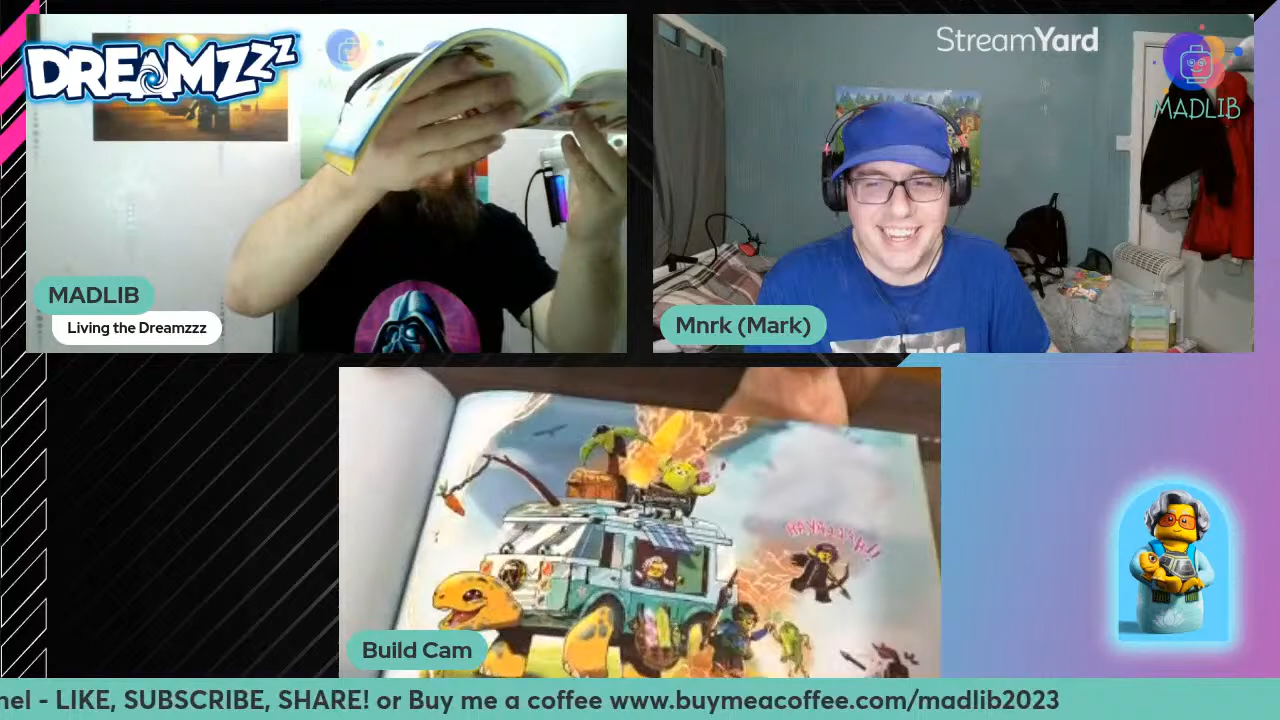 DREAMZzz
StreamYard
MADLIB
MADLIB
Living the Dreamzzz
Mnrk (Mark)
Build Cam
nel - LIKE, SUBSCRIBE, SHARE! or Buy me a coffee www.buymeacoffee.com/madlib2023